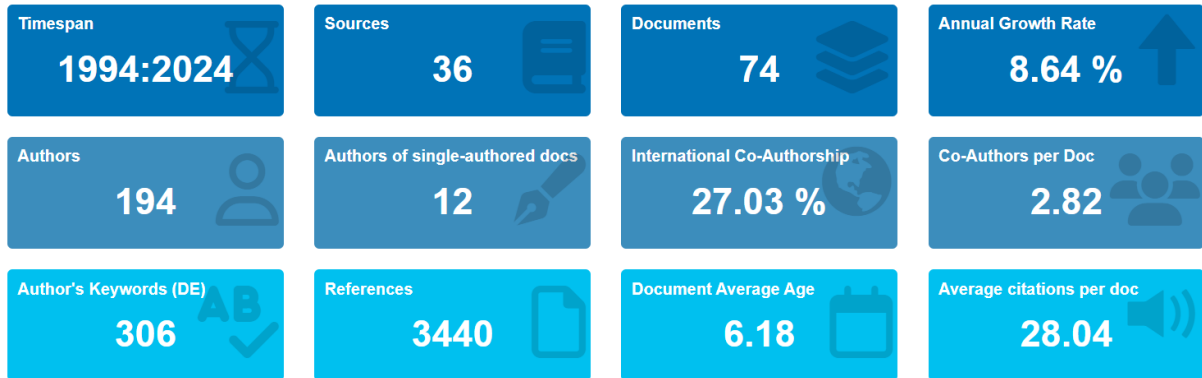 Timespan
1994:2024
Sources
36
Documents
74
Annual Growth Rate
8.64 %
Authors
194
Authors of single-authored docs
12
International Co-Authorship
27.03 %
Co-Authors per Doc
2.82
Author's Keywords (DE)
AB
306
References
3440
Document Average Age
6.18
Average citations per doc
28.04